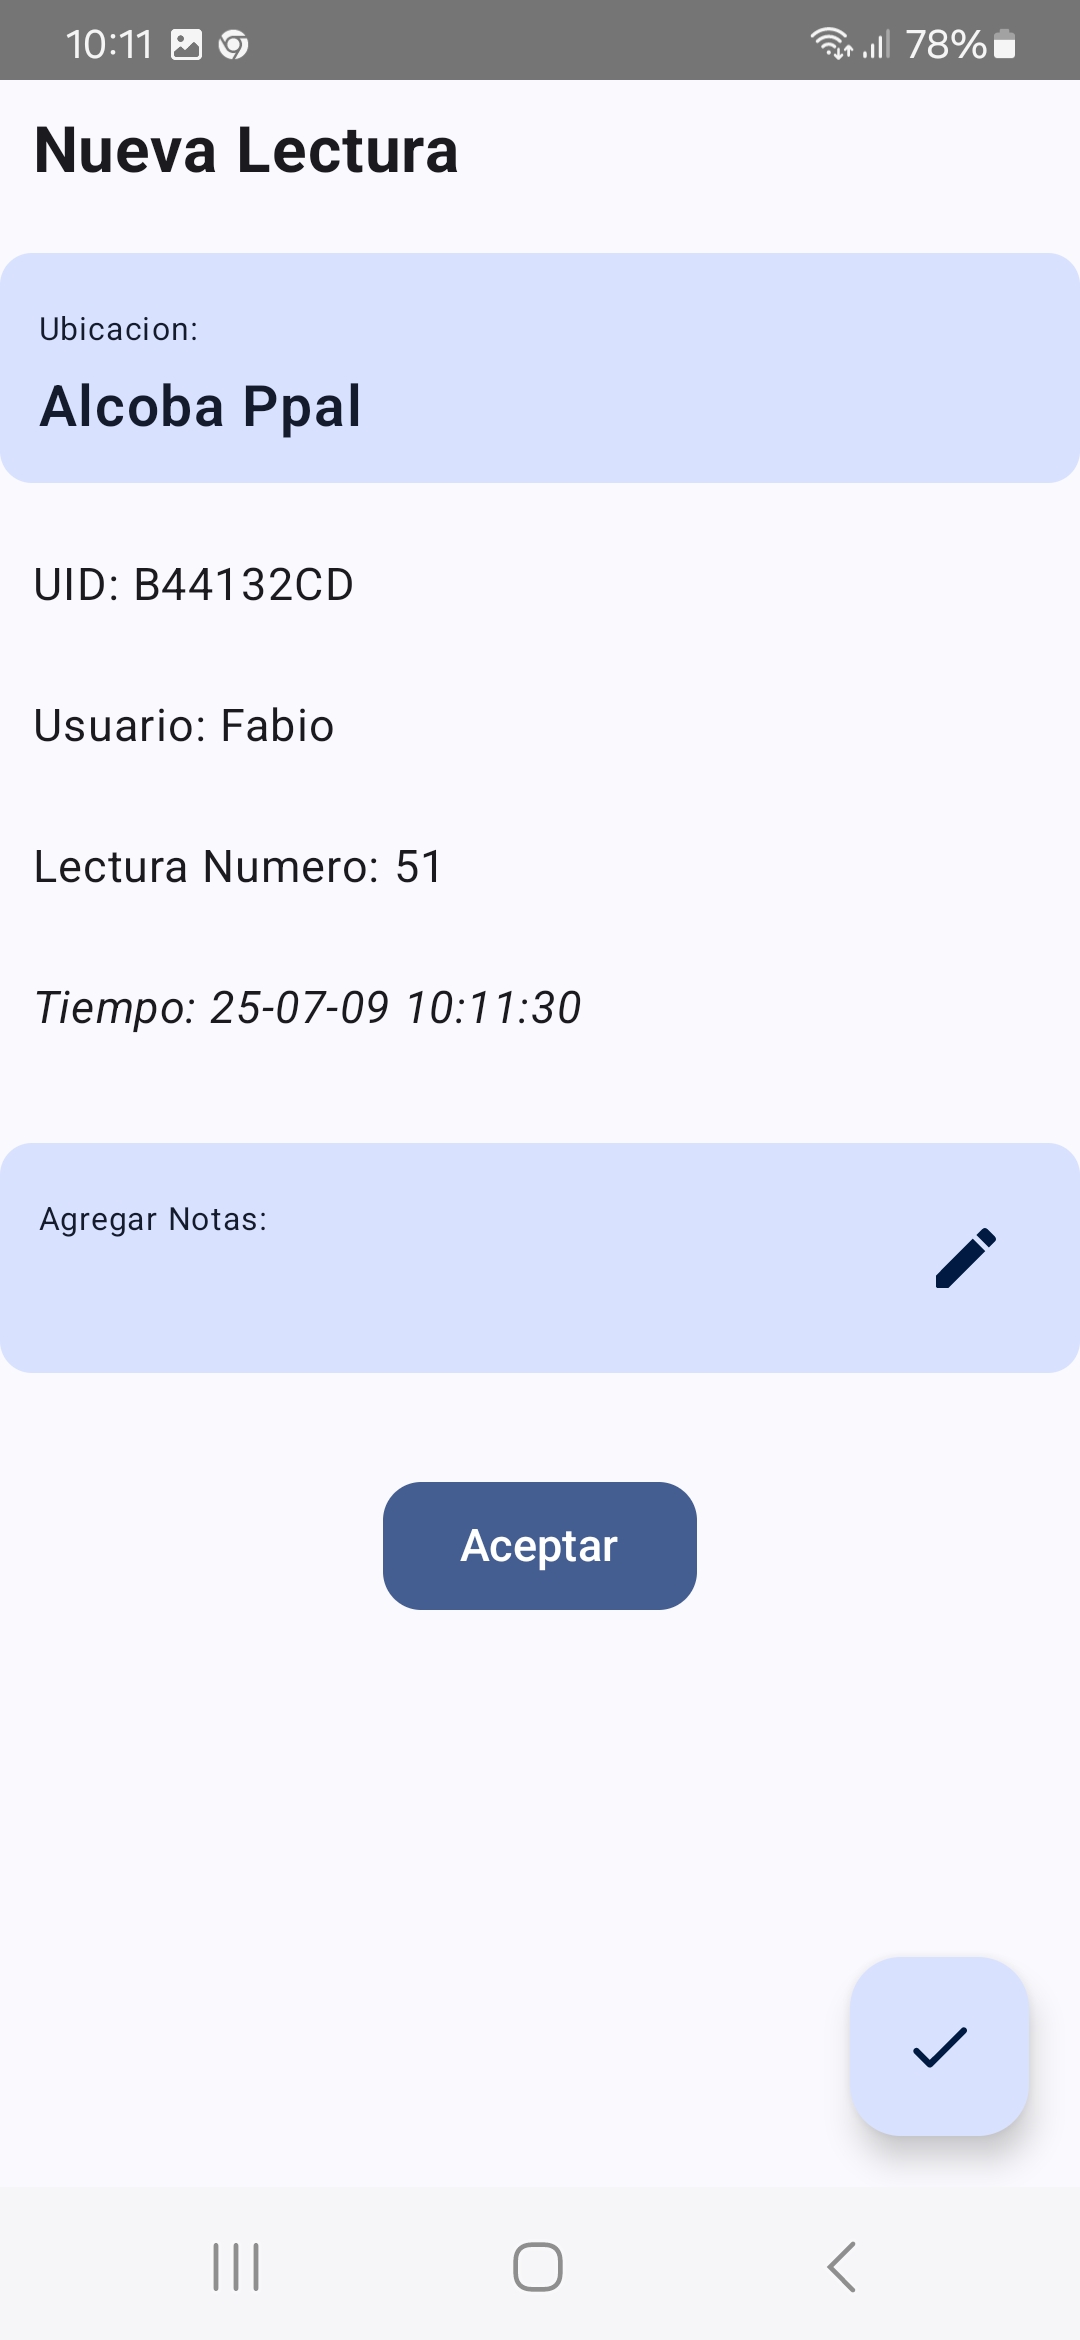 10:11 78%
Nueva Lectura
Ubicacion:
Alcoba Ppal
UID: B44132CD
Usuario: Fabio
Lectura Numero: 51
Tiempo: 25-07-09 10:11:30
Agregar Notas:
Aceptar